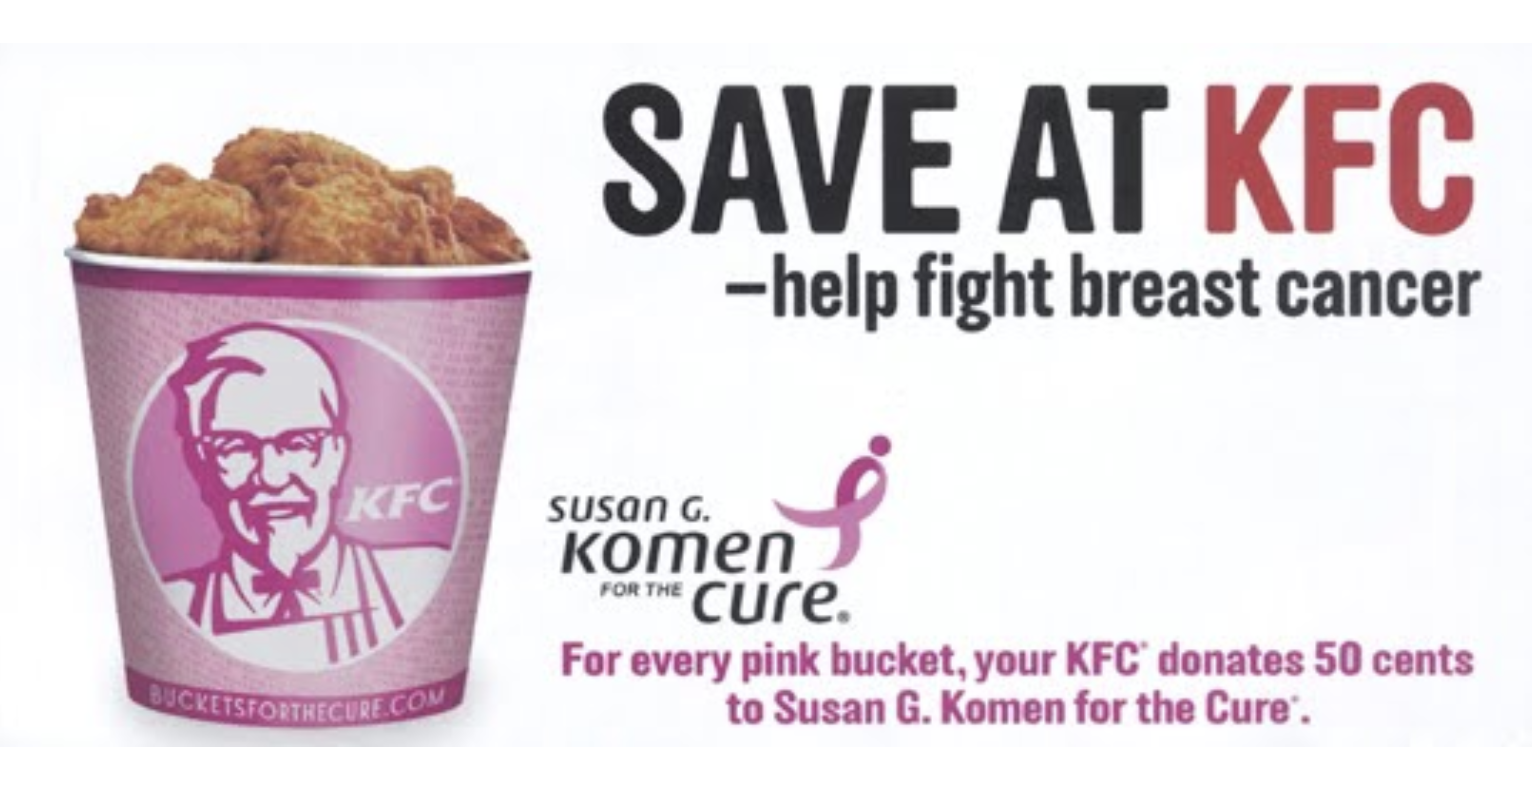 SAVE AT KFC
–help fight breast cancer
KFC
susan G.
Komen
FOR THE cure®
BUCKETSFORTHECURE.COM
For every pink bucket, your KFC® donates 50 cents
to Susan G. Komen for the Cure®.